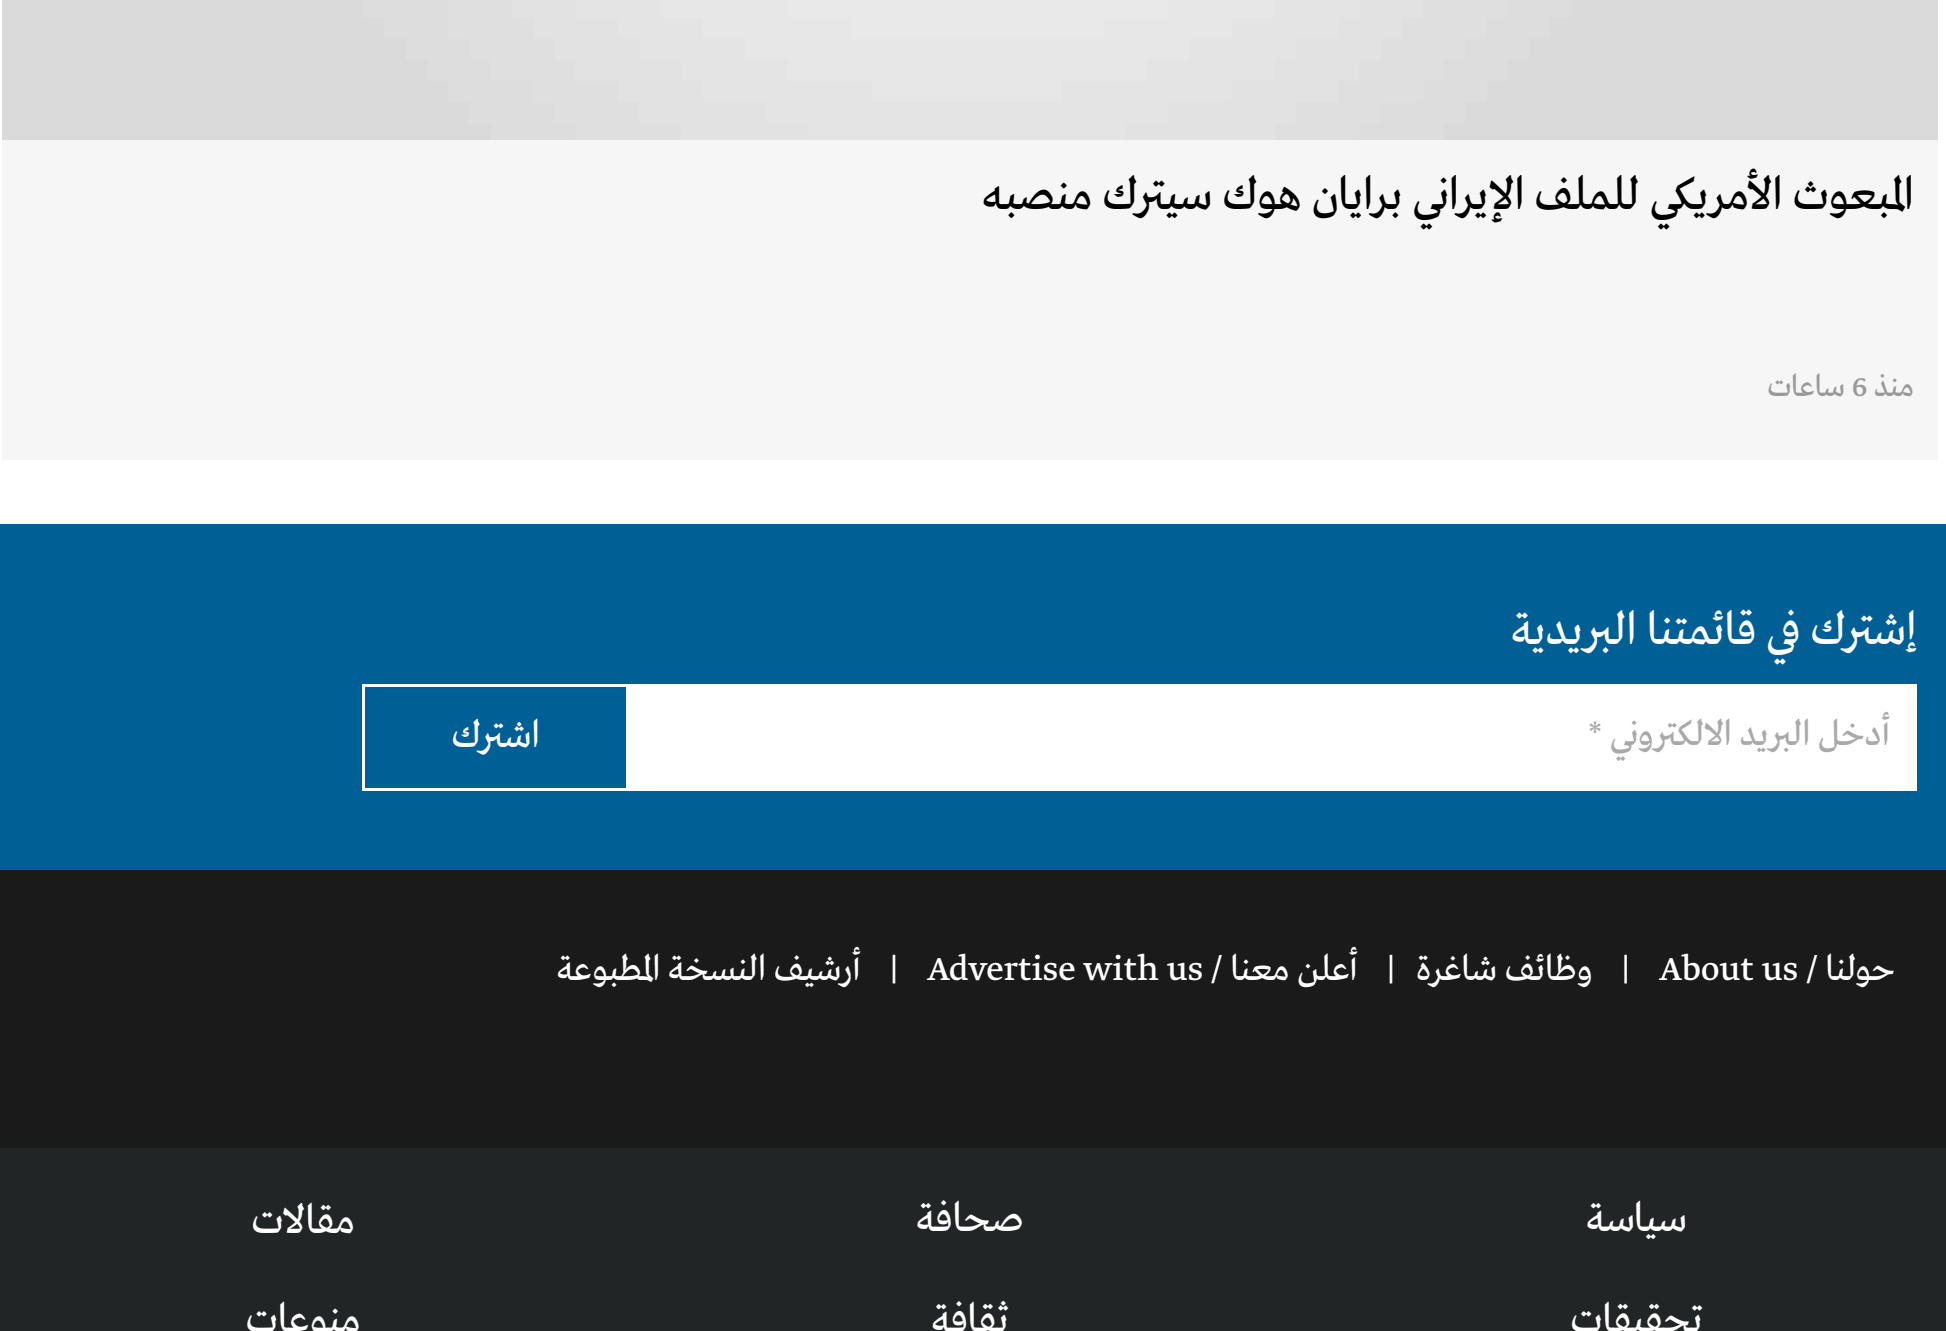 المبعوث الأمريكي للملف الإيراني برايان هوك سيترك منصبه
منذ 6 ساعات
إشترك في قائمتنا البريدية
أدخل البريد الالكتروني *
اشترك
حولنا / About us | وظائف شاغرة | أعلن معنا / Advertise with us | أرشيف النسخة المطبوعة
سياسة صحافة مقالات
تحقيقات ثقافة منوعات